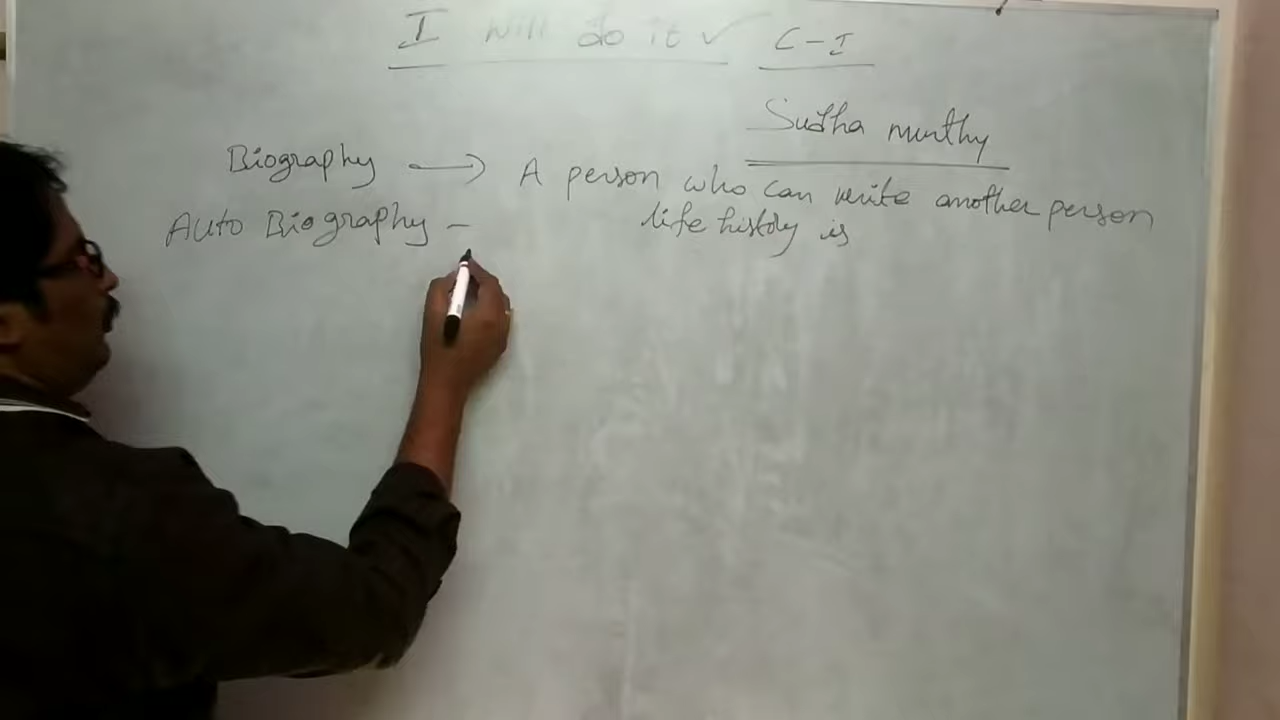 I will do it ✓ C-I
Sudha murthy
Biography → A person who can write another person
life history is
Auto Biography -